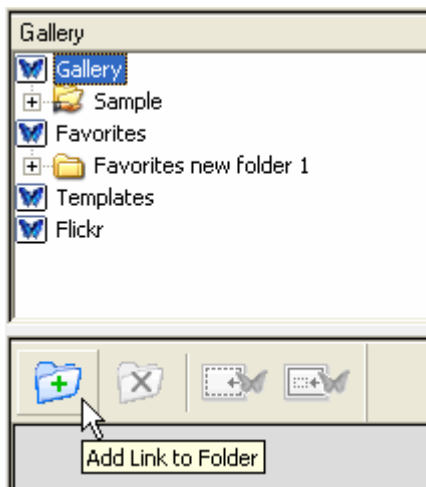 Gallery
Gallery
Sample
Favorites
Favorites new folder 1
Templates
Flickr
Add Link to Folder